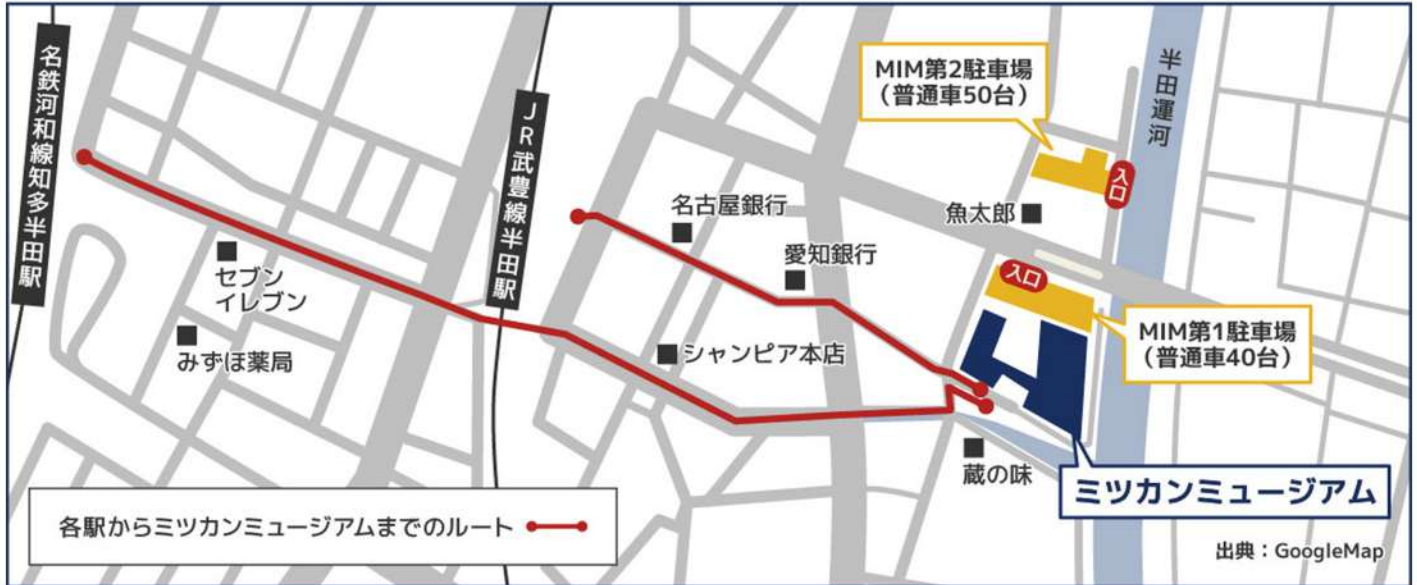 名鉄河和線知多半田駅
JR武豊線半田駅
MIM第2駐車場
（普通車50台）
半田運河
入口
魚太郎
名古屋銀行
愛知銀行
入口
セブン
イレブン
みずほ薬局
シャンピア本店
MIM第1駐車場
（普通車40台）
蔵の味
ミツカンミュージアム
各駅からミツカンミュージアムまでのルート
出典：GoogleMap